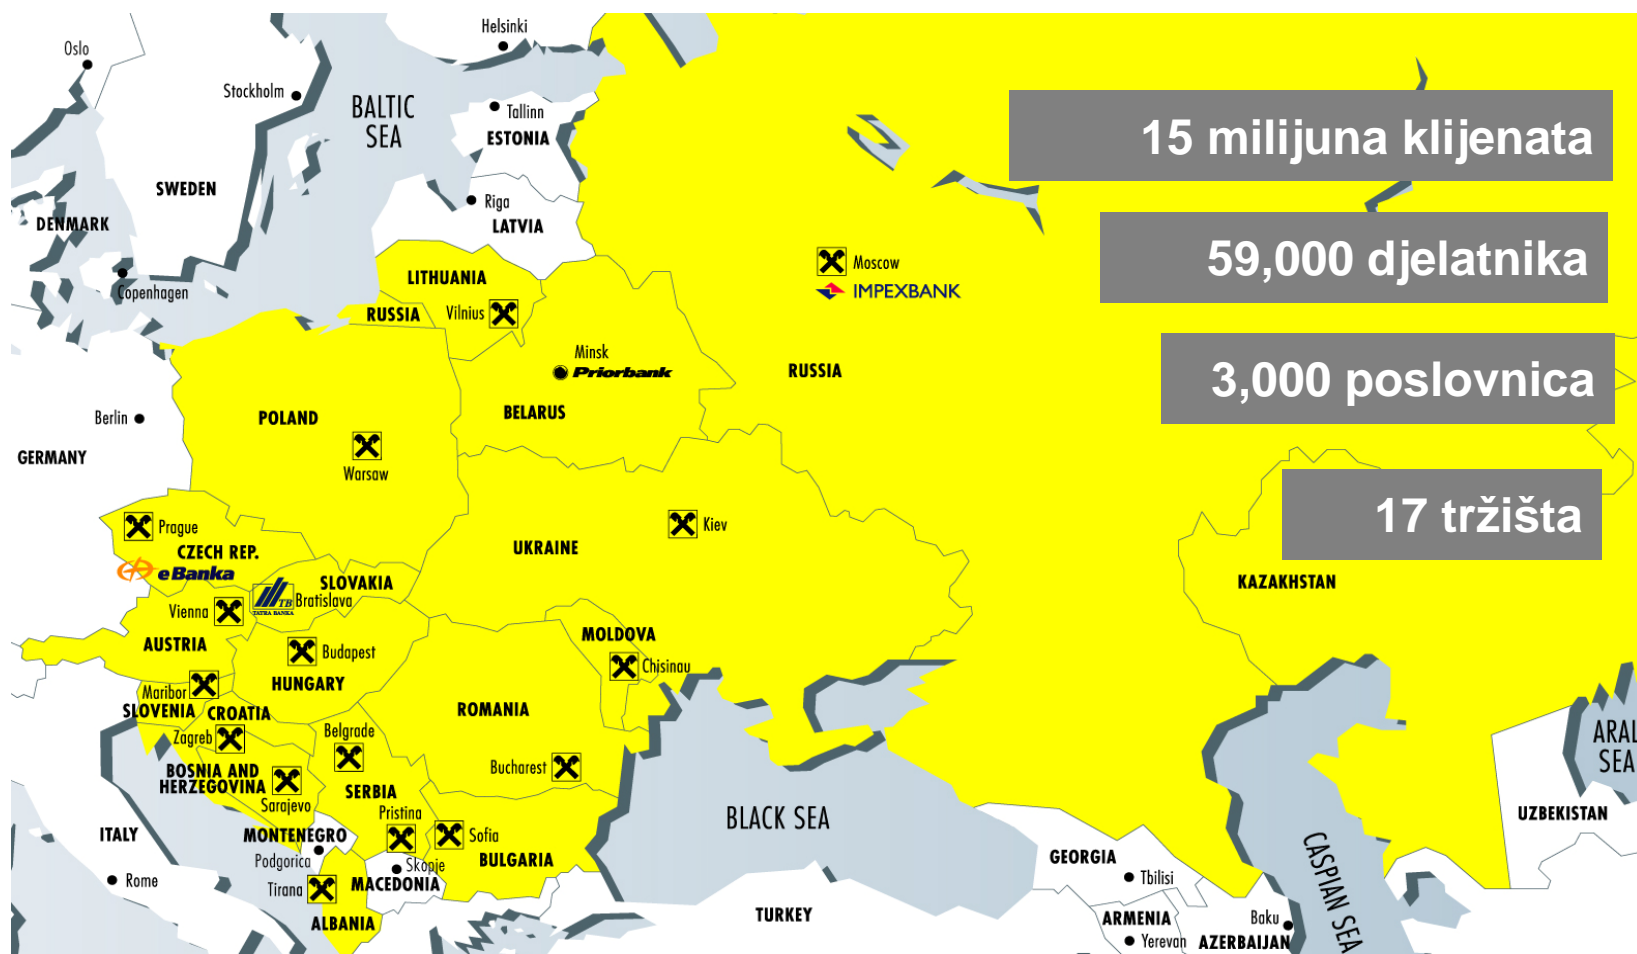 Helsinki
Oslo
Stockholm
BALTIC
SEA
Tallinn
ESTONIA
15 milijuna klijenata
SWEDEN
Riga
LATVIA
DENMARK
59,000 djelatnika
Moscow
IMPEXBANK
LITHUANIA
Copenhagen
RUSSIA
Vilnius
Minsk
Priorbank
RUSSIA
3,000 poslovnica
BELARUS
Berlin
POLAND
GERMANY
Warsaw
17 tržišta
Prague
Kiev
UKRAINE
CZECH REP.
eBanka
SLOVAKIA
KAZAKHSTAN
TB
TATRA BANKA
Bratislava
Vienna
MOLDOVA
AUSTRIA
Budapest
Chisinau
HUNGARY
Maribor
SLOVENIA
CROATIA
ROMANIA
Belgrade
Zagreb
ARAL
SEA
BOSNIA AND
HERZEGOVINA
Bucharest
SERBIA
Sarajevo
Pristina
BLACK SEA
UZBEKISTAN
ITALY
MONTENEGRO
Sofia
BULGARIA
GEORGIA
CASPIAN SEA
Podgorica
Skopje
Rome
Tirana
MACEDONIA
Tbilisi
ALBANIA
TURKEY
ARMENIA
Baku
Yerevan
AZERBAIJAN